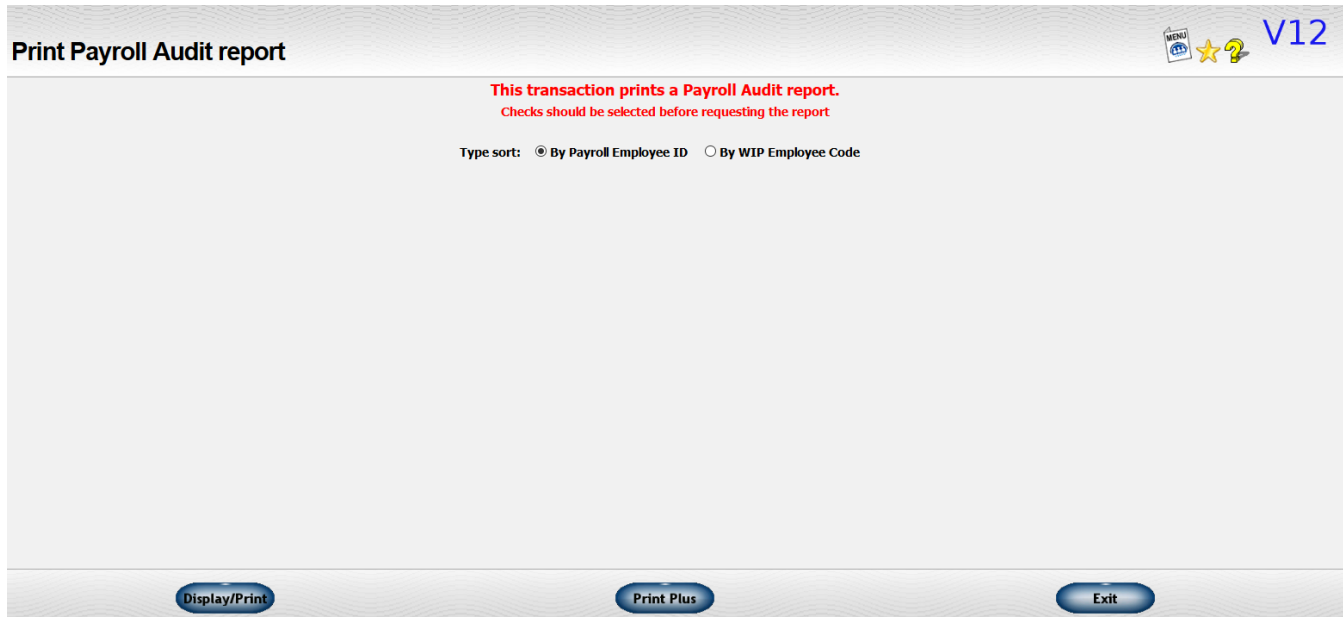 Print Payroll Audit report
MENU
V12
This transaction prints a Payroll Audit report.
Checks should be selected before requesting the report
Type sort: By Payroll Employee ID By WIP Employee Code
Display/Print Print Plus Exit